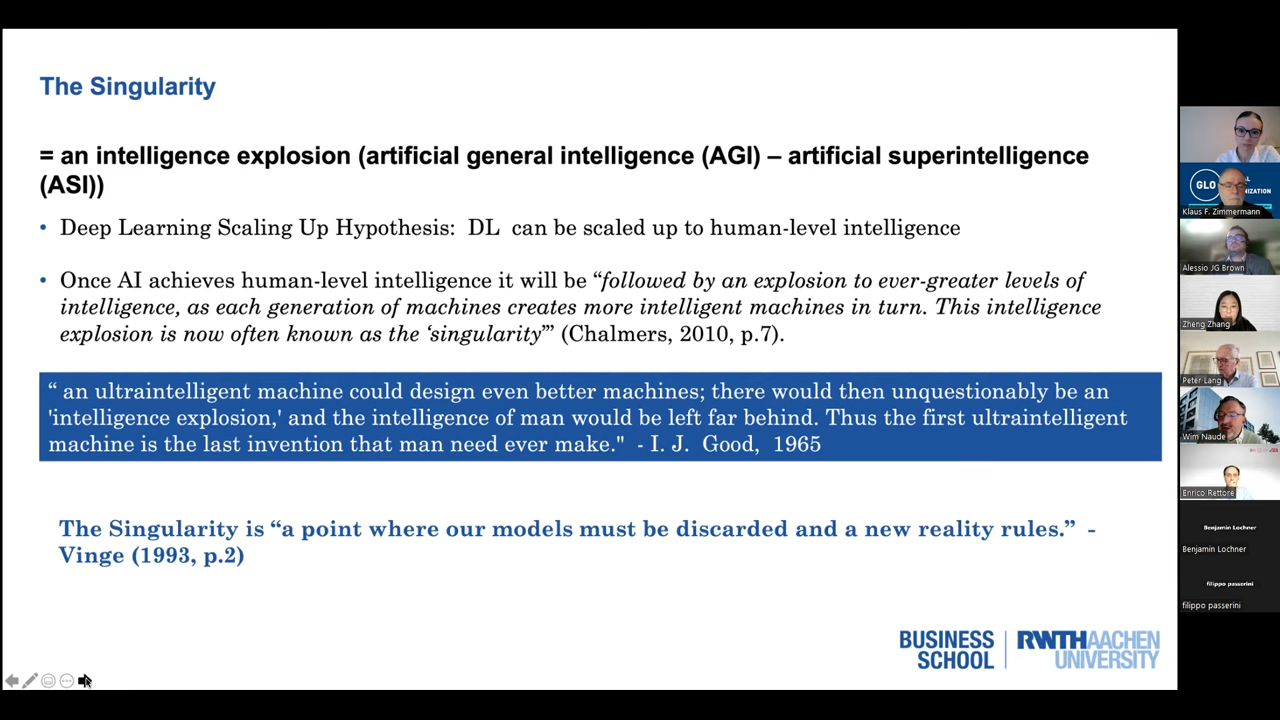 The Singularity
= an intelligence explosion (artificial general intelligence (AGI) – artificial superintelligence
(ASI))
• Deep Learning Scaling Up Hypothesis: DL can be scaled up to human-level intelligence
• Once AI achieves human-level intelligence it will be “followed by an explosion to ever-greater levels of
intelligence, as each generation of machines creates more intelligent machines in turn. This intelligence
explosion is now often known as the ‘singularity’” (Chalmers, 2010, p.7).
“ an ultraintelligent machine could design even better machines; there would then unquestionably be an
'intelligence explosion,' and the intelligence of man would be left far behind. Thus the first ultraintelligent
machine is the last invention that man need ever make." - I. J. Good, 1965
The Singularity is “a point where our models must be discarded and a new reality rules.” -
Vinge (1993, p.2)
BUSINESS
SCHOOL
RWTHAACHEN
UNIVERSITY
GLO
Klaus F. Zimmermann
Alessio JG Brown
Zheng Zhang
Peter Lang
Wim Naude
Enrico Rettore
Benjamin Lochner
Benjamin Lochner
filippo passerini
filippo passerini